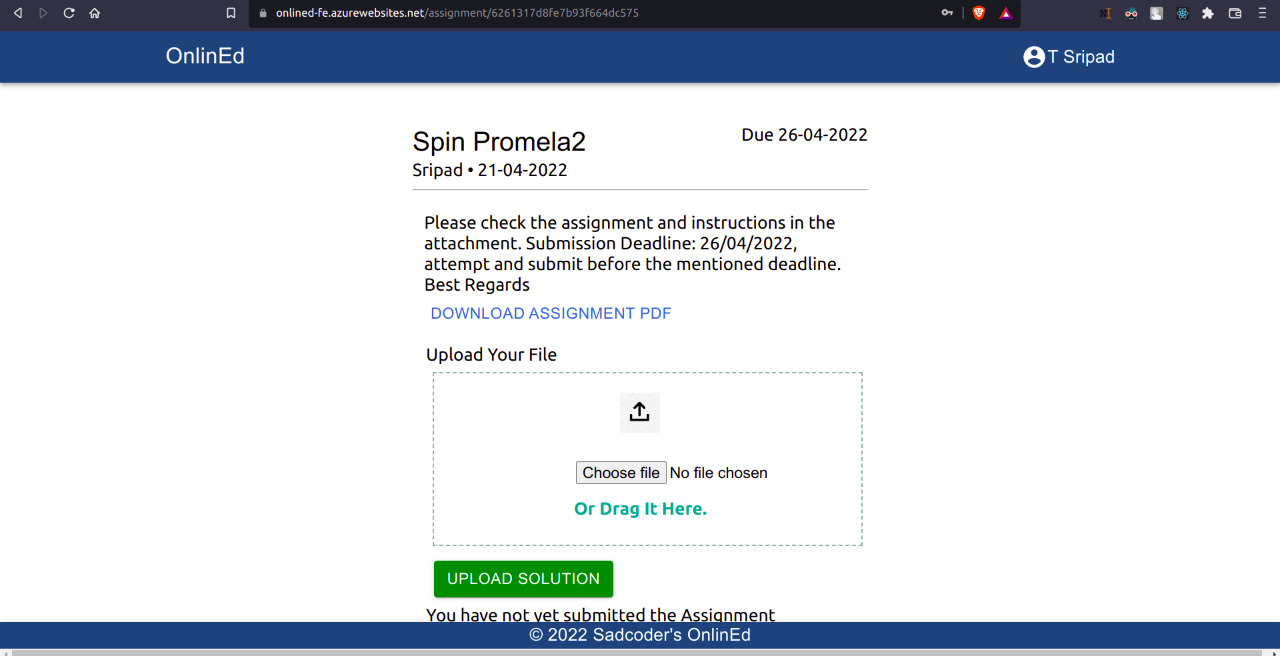 onlined-fe.azurewebsites.net/assignment/6261317d8fe7b93f664dc575
OnlinEd
T Sripad
Spin Promela2
Due 26-04-2022
Sripad • 21-04-2022
Please check the assignment and instructions in the
attachment. Submission Deadline: 26/04/2022,
attempt and submit before the mentioned deadline.
Best Regards
DOWNLOAD ASSIGNMENT PDF
Upload Your File
Choose file No file chosen
Or Drag It Here.
UPLOAD SOLUTION
You have not yet submitted the Assignment
© 2022 Sadcoder's OnlinEd